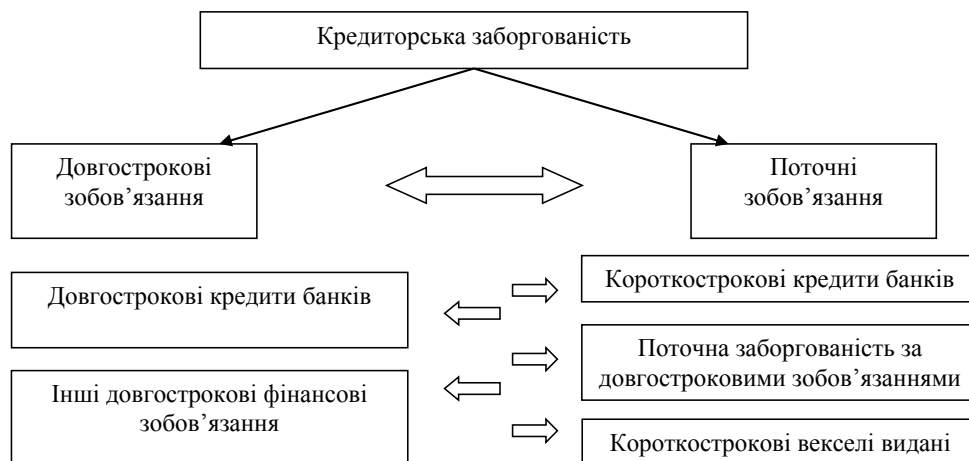 Кредиторська заборгованість
Довгострокові
зобов’язання
Поточні
зобов’язання
Довгострокові кредити банків
Інші довгострокові фінансові
зобов’язання
Короткострокові кредити банків
Поточна заборгованість за
довгостроковими зобов’язаннями
Короткострокові векселі видані